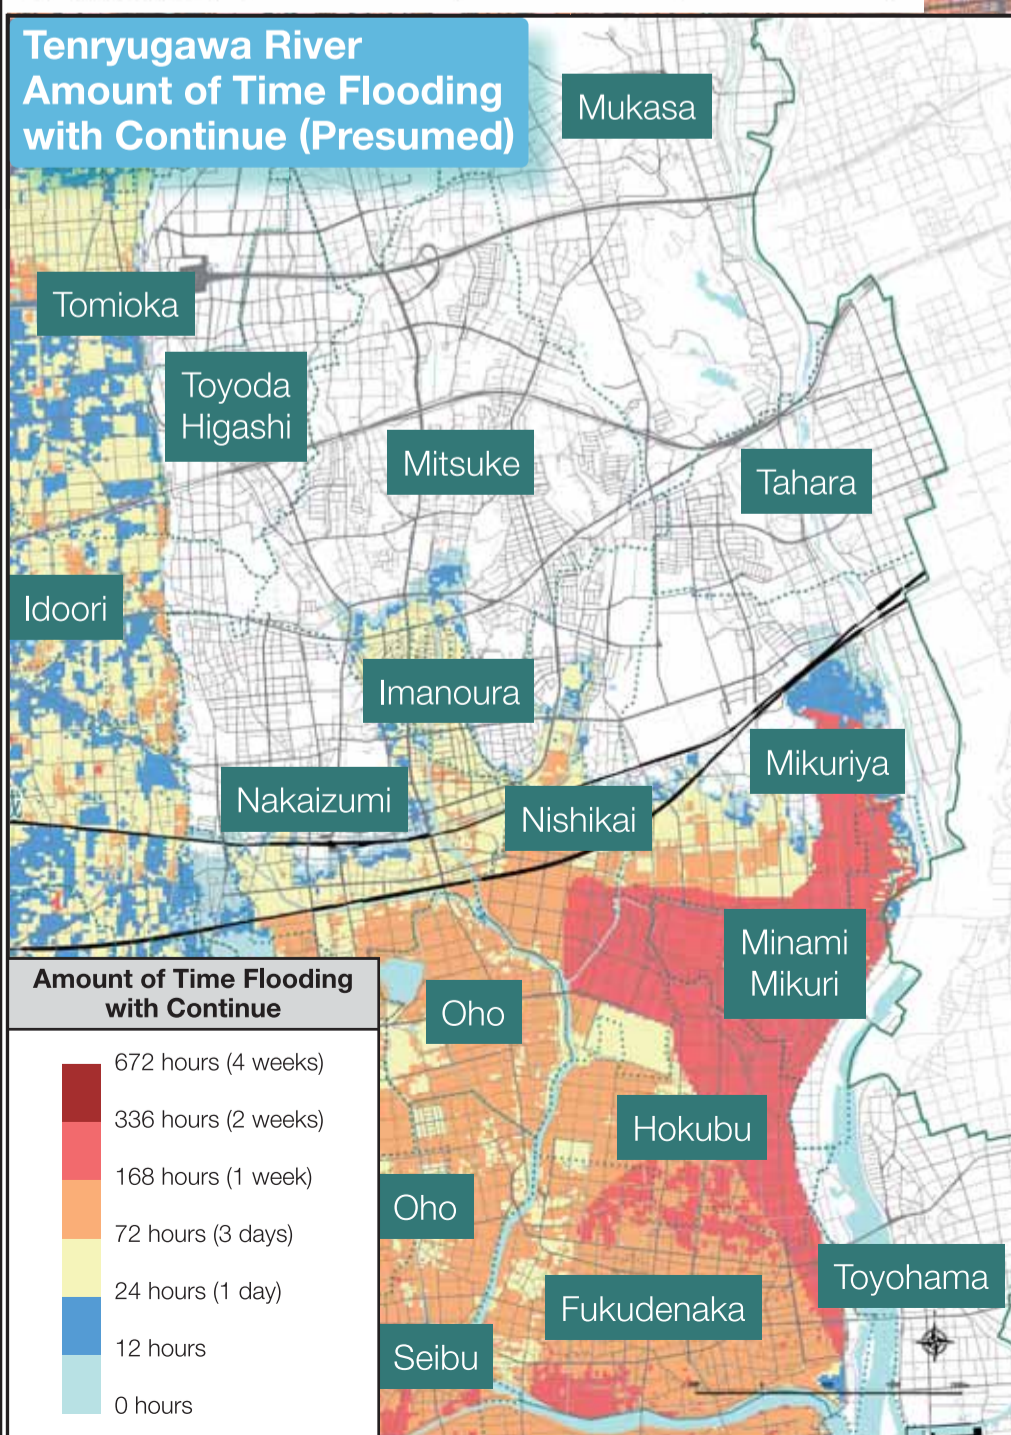 Tenryugawa River
Amount of Time Flooding
with Continue (Presumed)
Mukasa
Tomioka
Toyoda
Higashi
Mitsuke
Tahara
Idoori
Imanoura
Mikuriya
Nakaizumi
Nishikai
Minami
Mikuri
Oho
Hokubu
Oho
Toyohama
Fukudenaka
Seibu
Amount of Time Flooding
with Continue
672 hours (4 weeks)
336 hours (2 weeks)
168 hours (1 week)
72 hours (3 days)
24 hours (1 day)
12 hours
0 hours